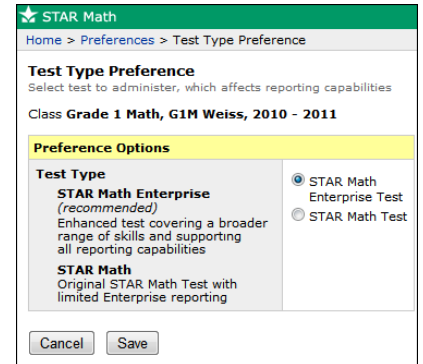 STAR Math
Home > Preferences > Test Type Preference
Test Type Preference
Select test to administer, which affects reporting capabilities
Class Grade 1 Math, G1M Weiss, 2010 - 2011
Preference Options
Test Type
STAR Math Enterprise
(recommended)
Enhanced test covering a broader
range of skills and supporting
all reporting capabilities
STAR Math
Original STAR Math Test with
limited Enterprise reporting
STAR Math
Enterprise Test
STAR Math Test
Cancel Save